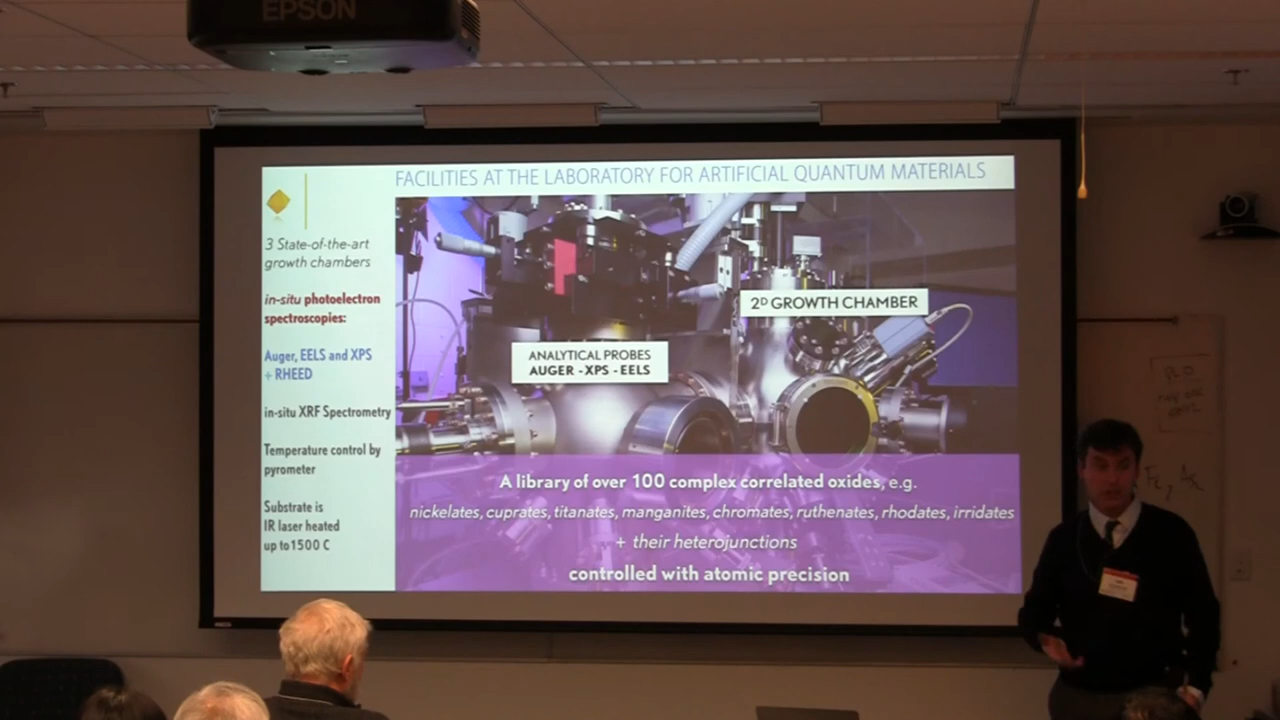 EPSON
FACILITIES AT THE LABORATORY FOR ARTIFICIAL QUANTUM MATERIALS
3 State-of-the-art
growth chambers
in-situ photoelectron
spectroscopies:
Auger, EELS and XPS
+ RHEED
in-situ XRF Spectrometry
Temperature control by
pyrometer
Substrate is
IR laser heated
up to 1500 C
2D GROWTH CHAMBER
ANALYTICAL PROBES
AUGER - XPS - EELS
A library of over 100 complex correlated oxides, e.g.
nickelates, cuprates, titanates, manganites, chromates, ruthenates, rhodates, irridates
+ their heterojunctions
controlled with atomic precision